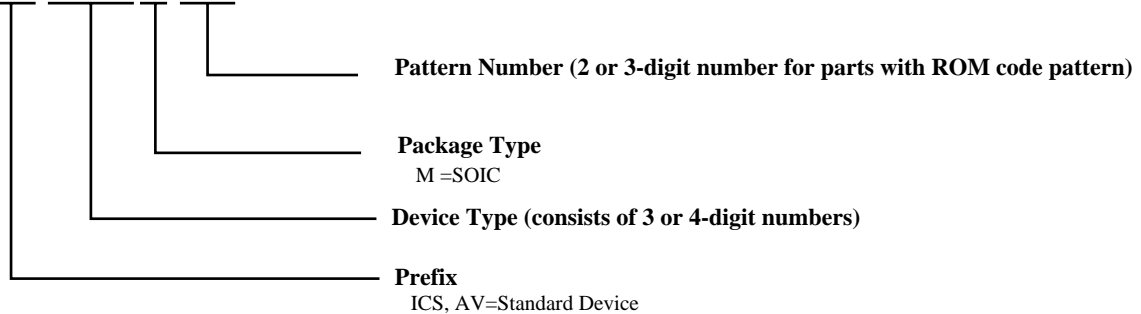 Pattern Number (2 or 3-digit number for parts with ROM code pattern)
Package Type
M =SOIC
Device Type (consists of 3 or 4-digit numbers)
Prefix
ICS, AV=Standard Device